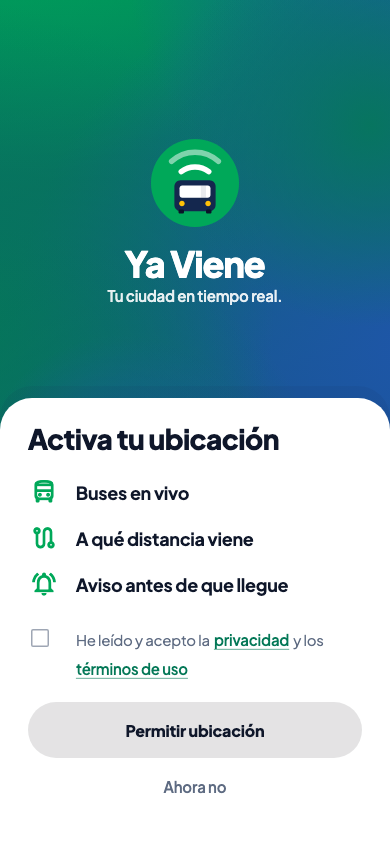 Ya Viene
Tu ciudad en tiempo real.
Activa tu ubicación
Buses en vivo
A qué distancia viene
Aviso antes de que llegue
He leído y acepto la privacidad y los
términos de uso
Permitir ubicación
Ahora no